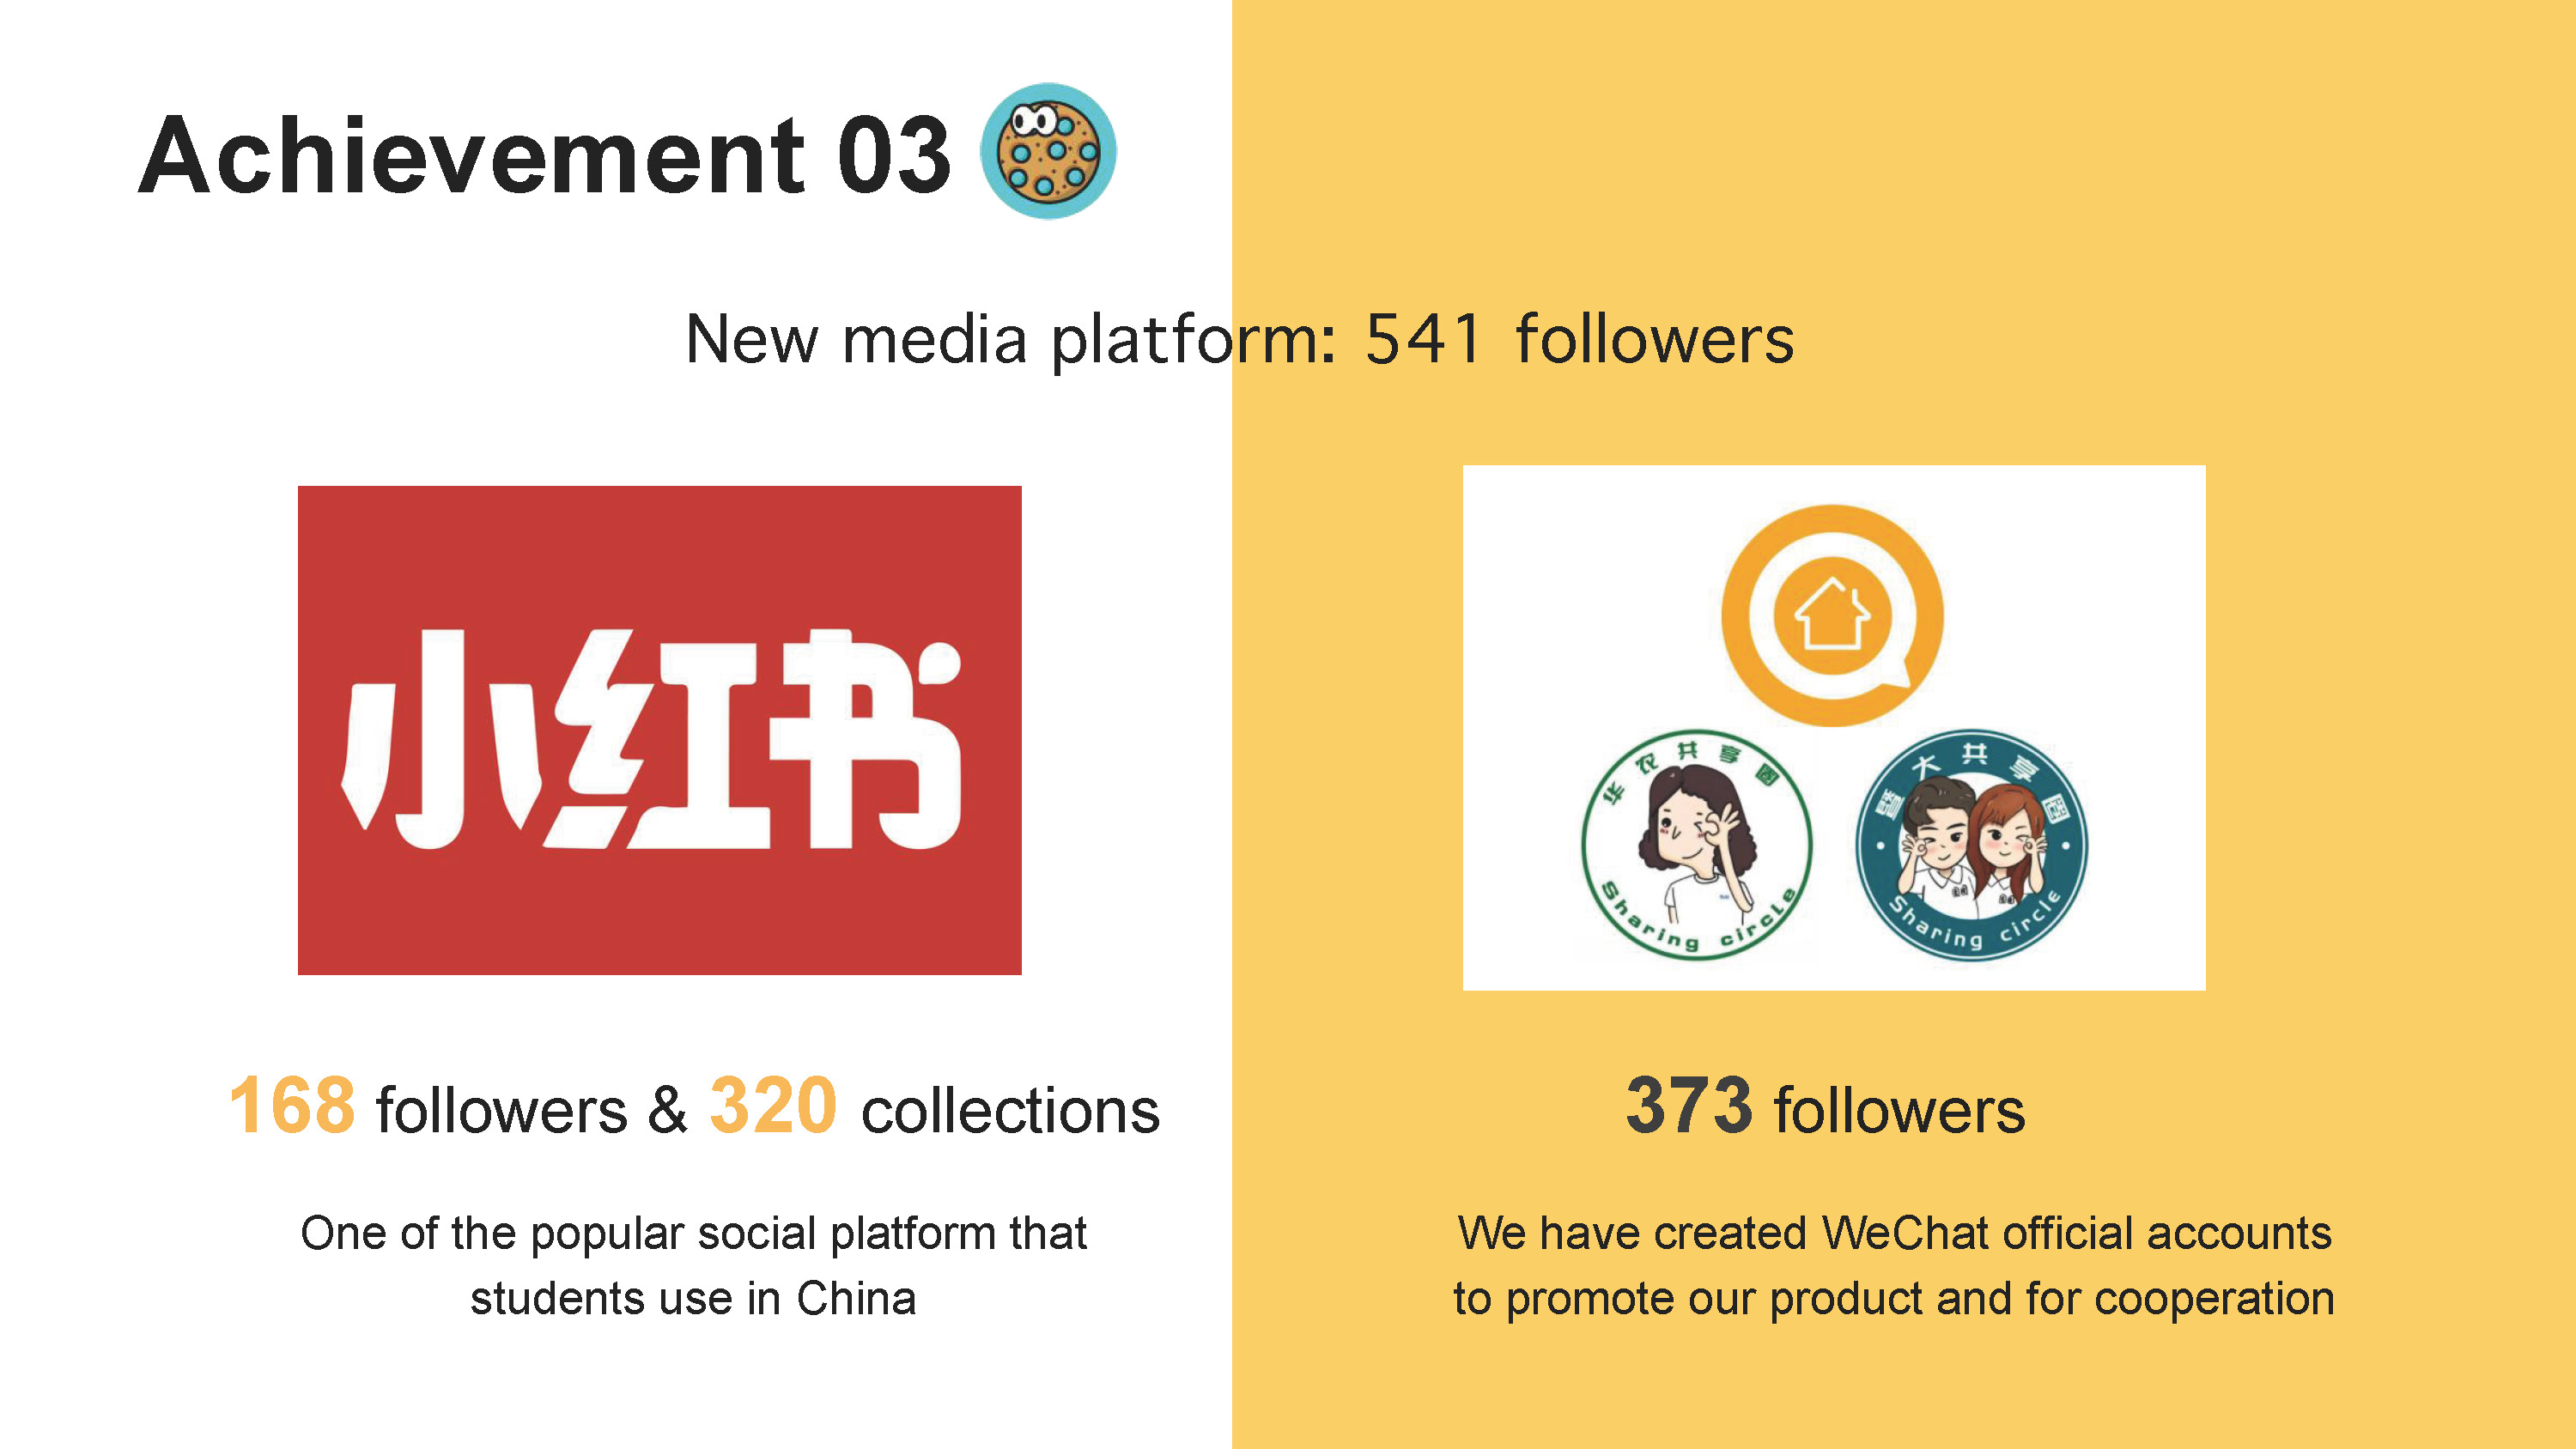 Achievement 03
New media platform: 541 followers
小红书
华农共享圈
Sharing circle
暨大共享圈
Sharing circle
168 followers & 320 collections
373 followers
One of the popular social platform that
students use in China
We have created WeChat official accounts
to promote our product and for cooperation